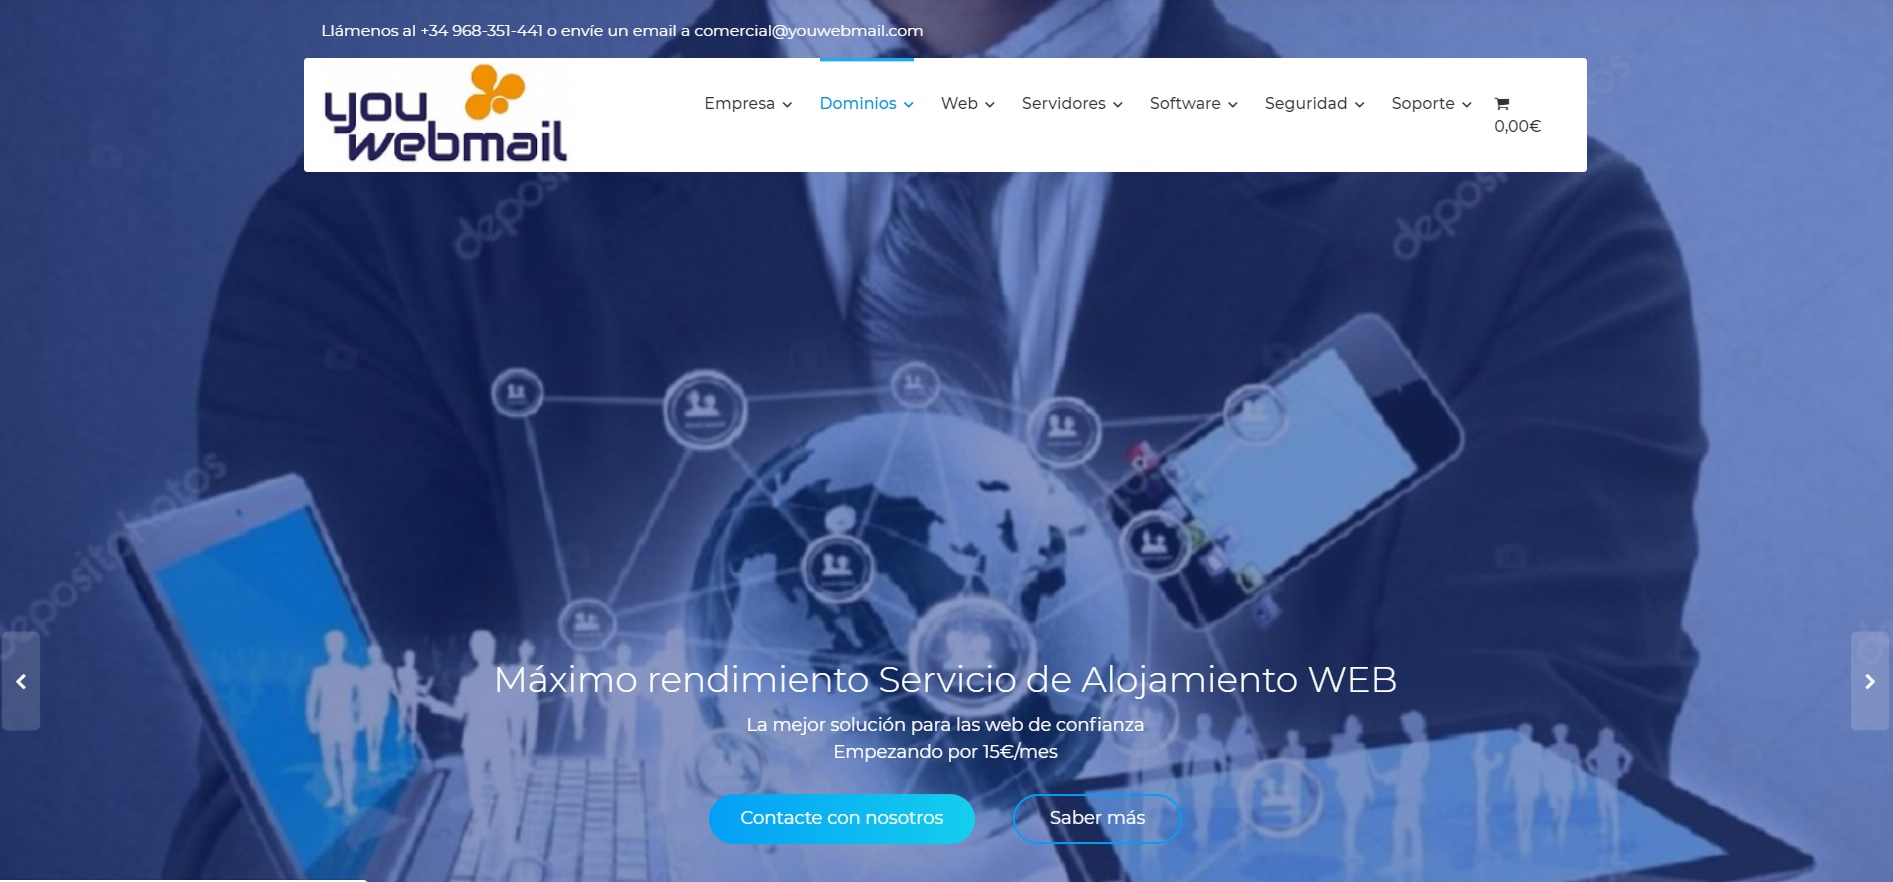 Llámenos al +34 968-351-441 o envíe un email a comercial@youwebmail.com
you
webmail
Empresa Dominios Web Servidores Software Seguridad Soporte
0,00€
depositphotos
Máximo rendimiento Servicio de Alojamiento WEB
La mejor solución para las web de confianza
Empezando por 15€/mes
Contacte con nosotros Saber más